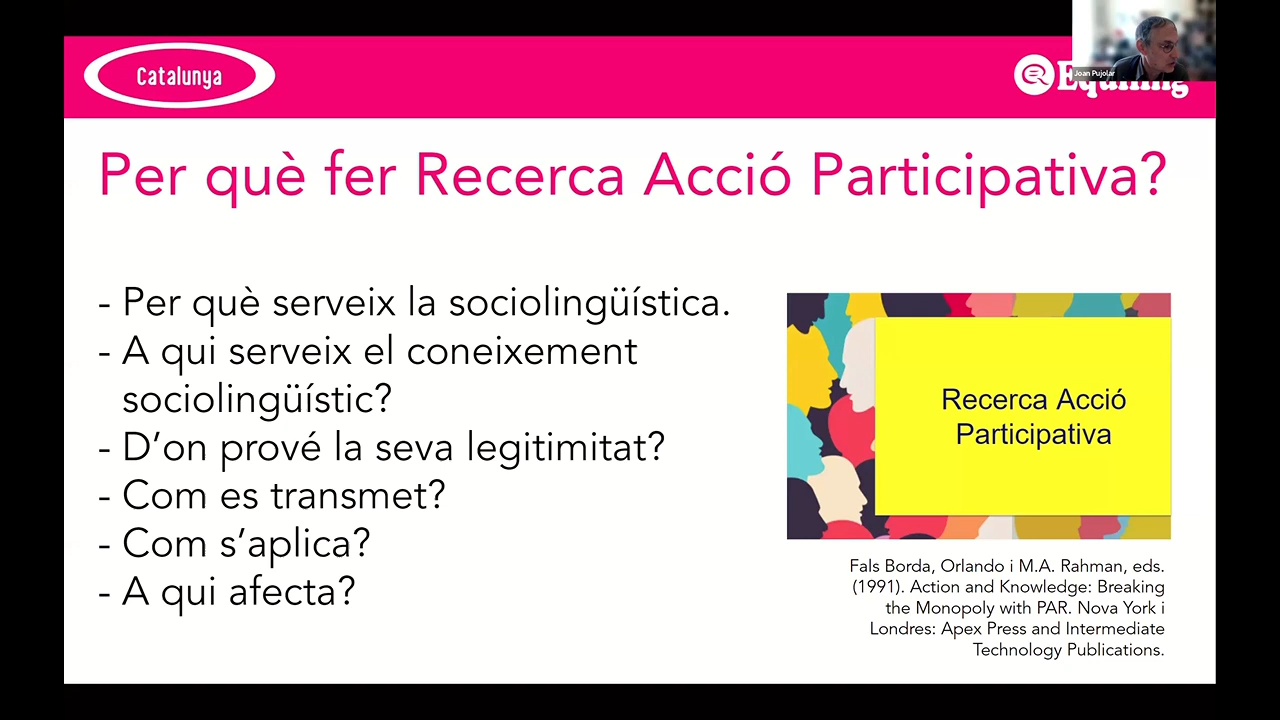 Catalunya
Joan Pujolar
Per què fer Recerca Acció Participativa?
- Per què serveix la sociolingüística.
- A qui serveix el coneixement
sociolingüístic?
- D’on prové la seva legitimitat?
- Com es transmet?
- Com s’aplica?
- A qui afecta?
Recerca Acció
Participativa
Fals Borda, Orlando i M.A. Rahman, eds.
(1991). Action and Knowledge: Breaking
the Monopoly with PAR. Nova York i
Londres: Apex Press and Intermediate
Technology Publications.